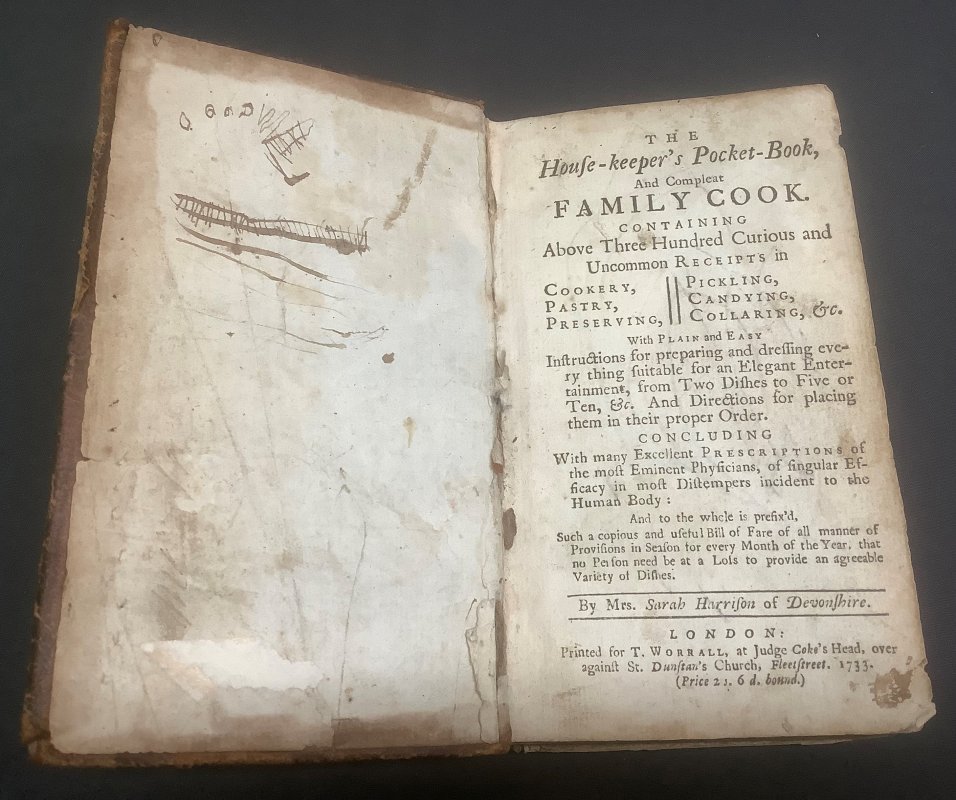 THE
Houſe-keeper's Pocket-Book,
And Compleat
FAMILY COOK.
CONTAINING
Above Three Hundred Curious and
Uncommon RECEIPTS in
COOKERY, PICKLING,
PASTRY, CANDYING,
PRESERVING, COLLARING, &c.
With PLAIN and EASY
Inſtructions for preparing and dreſſing eve-
ry thing ſuitable for an Elegant Enter-
tainment, from Two Diſhes to Five or
Ten, &c. And Directions for placing
them in their proper Order.
CONCLUDING
With many Excellent PRESCRIPTIONS of
the moſt Eminent Phyſicians, of ſingular Ef-
ficacy in moſt Diſtempers incident to the
Human Body :
And to the whole is prefix'd,
Such a copious and uſeful Bill of Fare of all manner of
Proviſions in Seaſon for every Month of the Year, that
no Perſon need be at a Loſs to provide an agreeable
Variety of Diſhes.
By Mrs. Sarah Harriſon of Devonſhire.
LONDON:
Printed for T. WORRALL, at Judge Coke's Head, over
againſt St. Dunſtan's Church, Fleetſtreet. 1733.
(Price 2 s. 6 d. bound.)